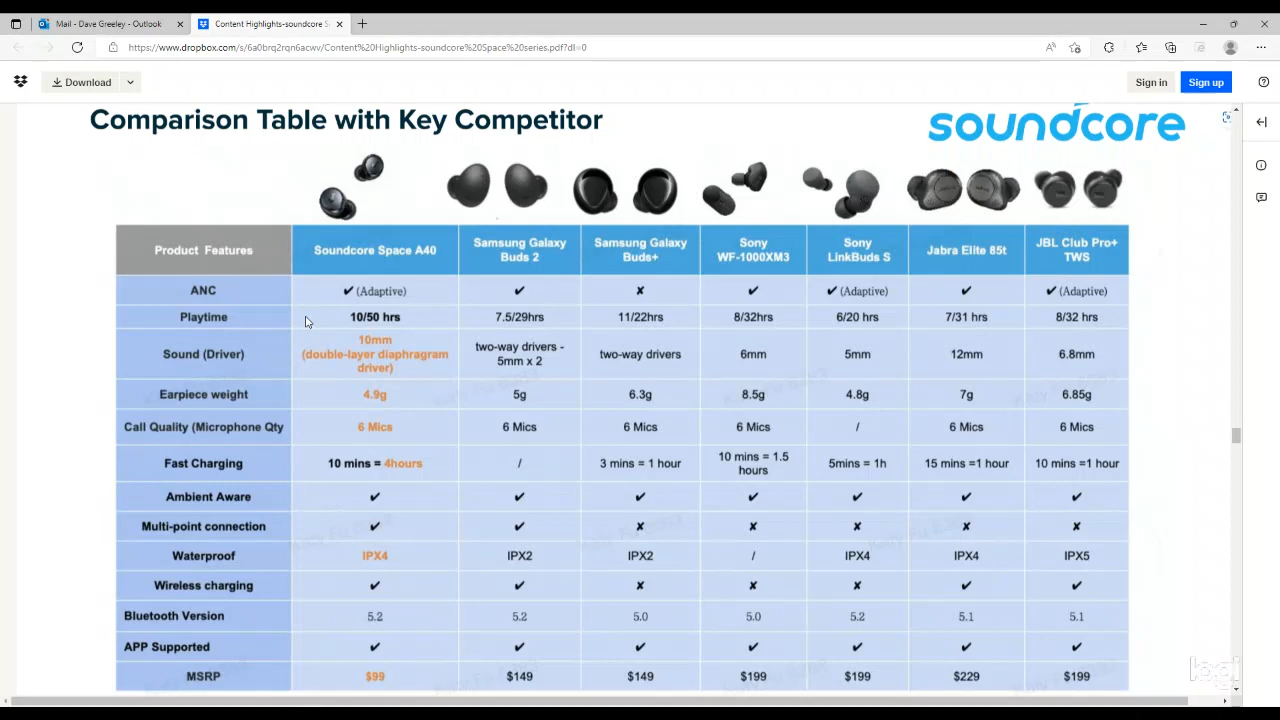 Mail - Dave Greeley - Outlook
Content Highlights-soundcore S
https://www.dropbox.com/s/6a0brq2rqn6acwv/Content%20Highlights-soundcore%20Space%20series.pdf?dl=0
Download
Sign in
Sign up
Comparison Table with Key Competitor
soundcore
Product Features
Soundcore Space A40
Samsung Galaxy
Buds 2
Samsung Galaxy
Buds+
Sony
WF-1000XM3
Sony
LinkBuds S
Jabra Elite 85t
JBL Club Pro+
TWS
ANC
✔ (Adaptive)
✔
✘
✔
✔ (Adaptive)
✔
✔ (Adaptive)
Playtime
10/50 hrs
7.5/29hrs
11/22hrs
8/32hrs
6/20 hrs
7/31 hrs
8/32 hrs
Sound (Driver)
10mm
(double-layer diaphragram
driver)
two-way drivers -
5mm x 2
two-way drivers
6mm
5mm
12mm
6.8mm
Earpiece weight
4.9g
5g
6.3g
8.5g
4.8g
7g
6.85g
Call Quality (Microphone Qty
6 Mics
6 Mics
6 Mics
6 Mics
/
6 Mics
6 Mics
Fast Charging
10 mins = 4hours
/
3 mins = 1 hour
10 mins = 1.5
hours
5mins = 1h
15 mins =1 hour
10 mins =1 hour
Ambient Aware
✔
✔
✔
✔
✔
✔
✔
Multi-point connection
✔
✔
✘
✘
✘
✘
✘
Waterproof
IPX4
IPX2
IPX2
/
IPX4
IPX4
IPX5
Wireless charging
✔
✔
✘
✘
✘
✔
✔
Bluetooth Version
5.2
5.2
5.0
5.0
5.2
5.1
5.1
APP Supported
✔
✔
✔
✔
✔
✔
✔
MSRP
$99
$149
$149
$199
$199
$229
$199
logi